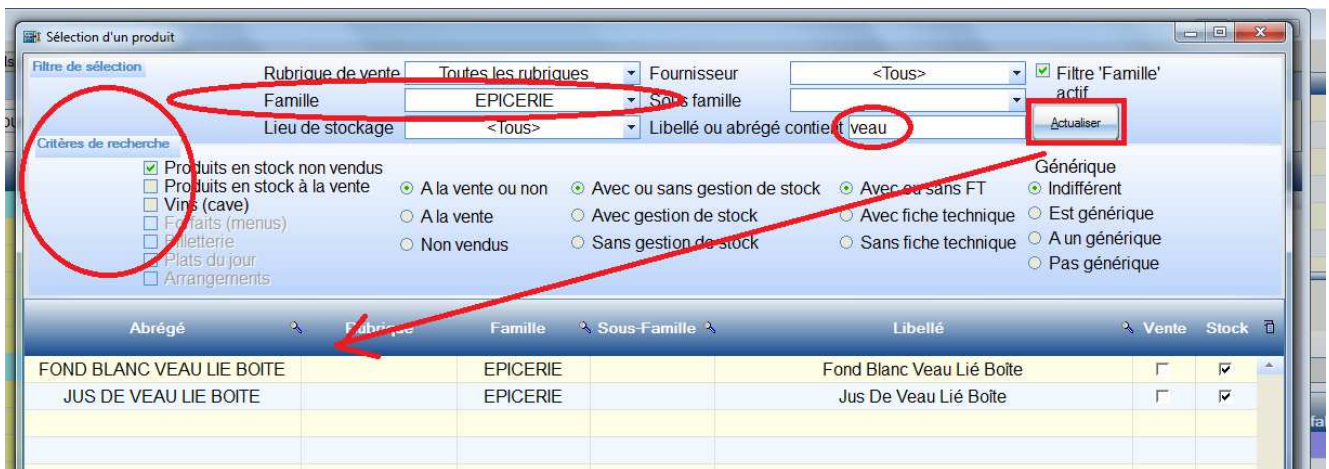 Sélection d'un produit
Filtre de sélection
Rubrique de vente Toutes les rubriques Fournisseur <Tous> Filtre 'Famille' actif
Famille EPICERIE Sous famille
Lieu de stockage <Tous> Libellé ou abrégé contient veau Actualiser
Critères de recherche
Produits en stock non vendus Générique
Produits en stock à la vente A la vente ou non Avec ou sans gestion de stock Avec ou sans FT Indifférent
Vins (cave)
Forfaits (menus) A la vente Avec gestion de stock Avec fiche technique Est générique
Billetterie Non vendus Sans gestion de stock Sans fiche technique A un générique
Plats du jour Pas générique
Arrangements
Abrégé Rubrique Famille Sous-Famille Libellé Vente Stock
FOND BLANC VEAU LIE BOITE EPICERIE Fond Blanc Veau Lié Boîte
JUS DE VEAU LIE BOITE EPICERIE Jus De Veau Lié Boîte